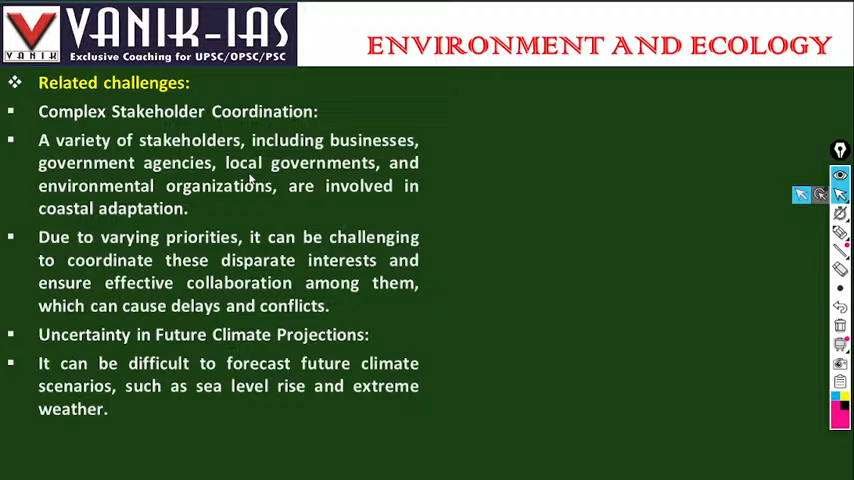 VANIK-IAS
VANIK
Exclusive Coaching for UPSC/OPSC/PSC
ENVIRONMENT AND ECOLOGY
❖ Related challenges:
▪ Complex Stakeholder Coordination:
▪ A variety of stakeholders, including businesses,
government agencies, local governments, and
environmental organizations, are involved in
coastal adaptation.
▪ Due to varying priorities, it can be challenging
to coordinate these disparate interests and
ensure effective collaboration among them,
which can cause delays and conflicts.
▪ Uncertainty in Future Climate Projections:
▪ It can be difficult to forecast future climate
scenarios, such as sea level rise and extreme
weather.